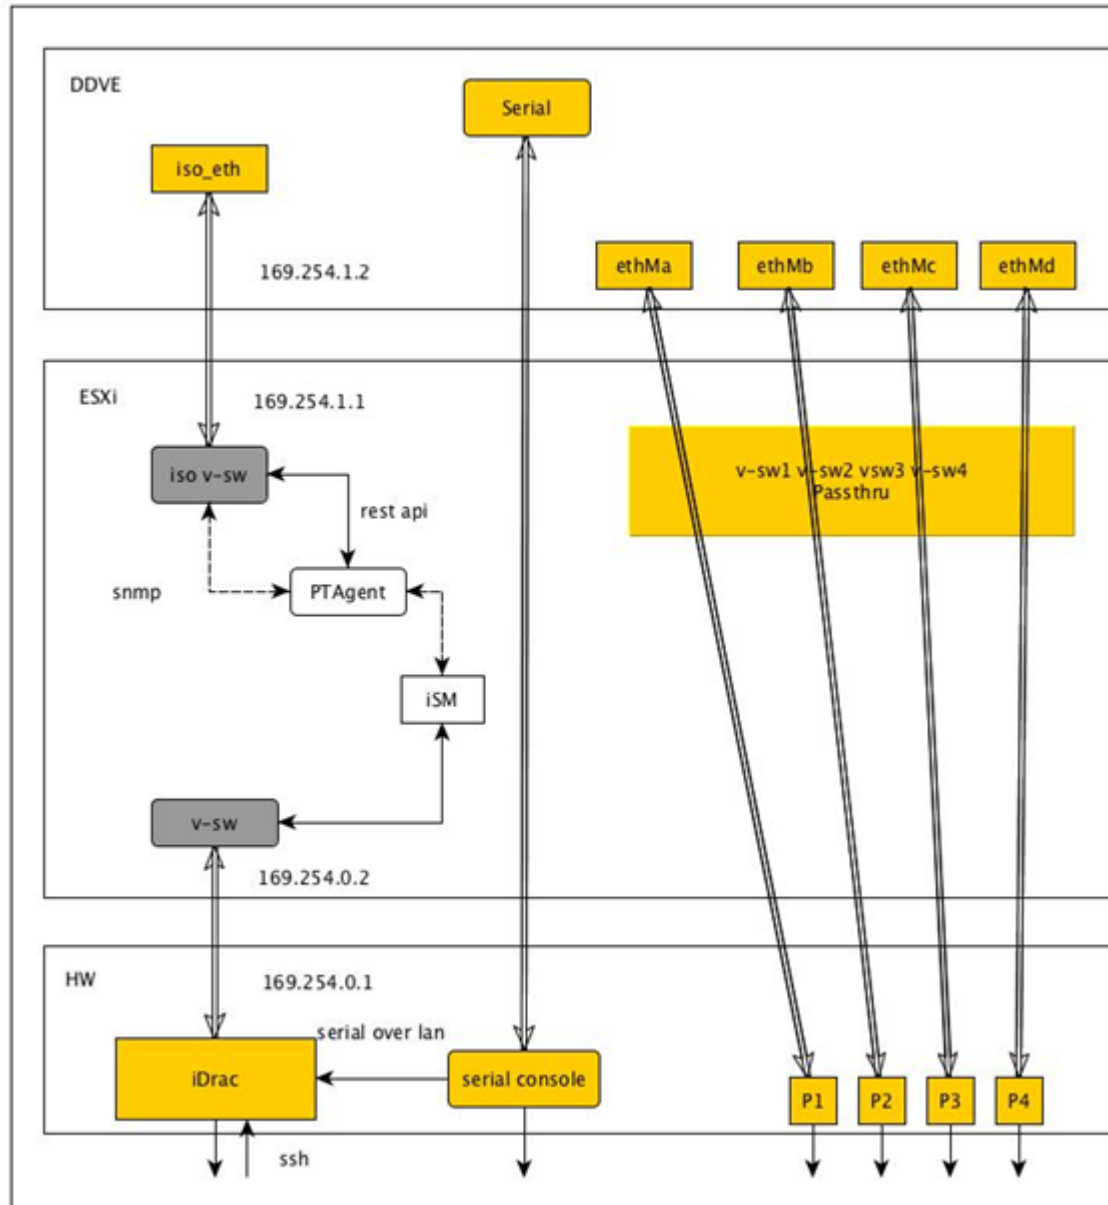 DDVE
Serial
iso_eth
169.254.1.2
ethMa
ethMb
ethMc
ethMd
ESXi
169.254.1.1
iso v-sw
rest api
v-sw1 v-sw2 vsw3 v-sw4
Passthru
snmp
PTAgent
iSM
v-sw
169.254.0.2
HW
169.254.0.1
serial over lan
iDrac
serial console
P1
P2
P3
P4
ssh